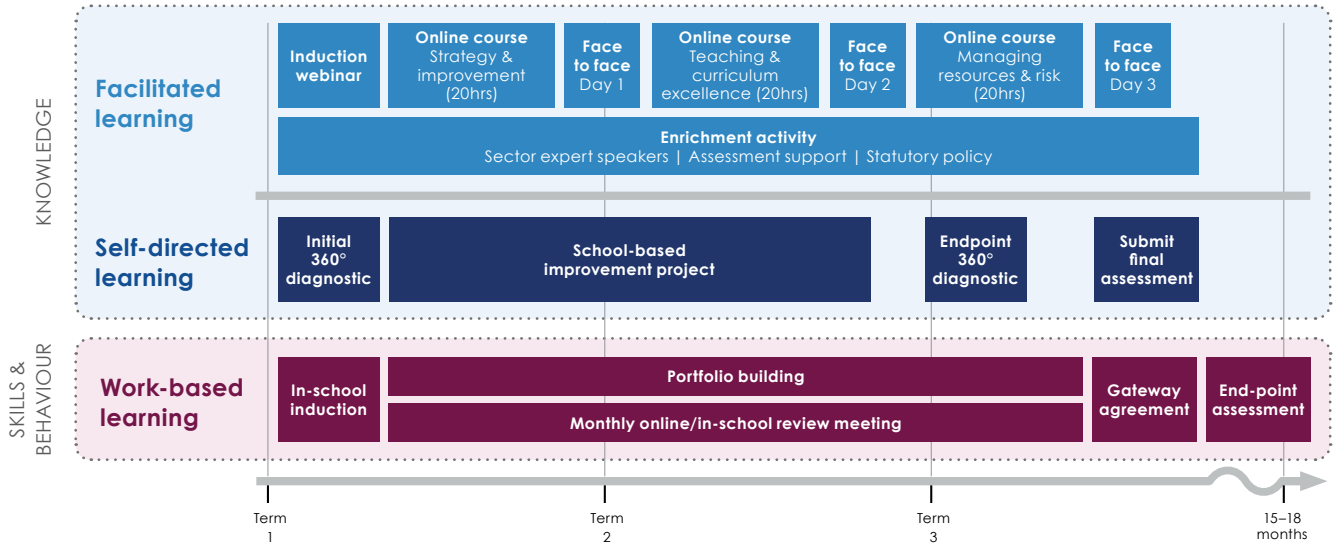 KNOWLEDGE
Facilitated
learning
Induction
webinar
Online course
Strategy &
improvement
(20hrs)
Face
to face
Day 1
Online course
Teaching &
curriculum
excellence (20hrs)
Face
to face
Day 2
Online course
Managing
resources & risk
(20hrs)
Face
to face
Day 3
Enrichment activity
Sector expert speakers | Assessment support | Statutory policy
Self-directed
learning
Initial
360°
diagnostic
School-based
improvement project
Endpoint
360°
diagnostic
Submit
final
assessment
SKILLS &
BEHAVIOUR
Work-based
learning
In-school
induction
Portfolio building
Monthly online/in-school review meeting
Gateway
agreement
End-point
assessment
Term
1
Term
2
Term
3
15–18
months